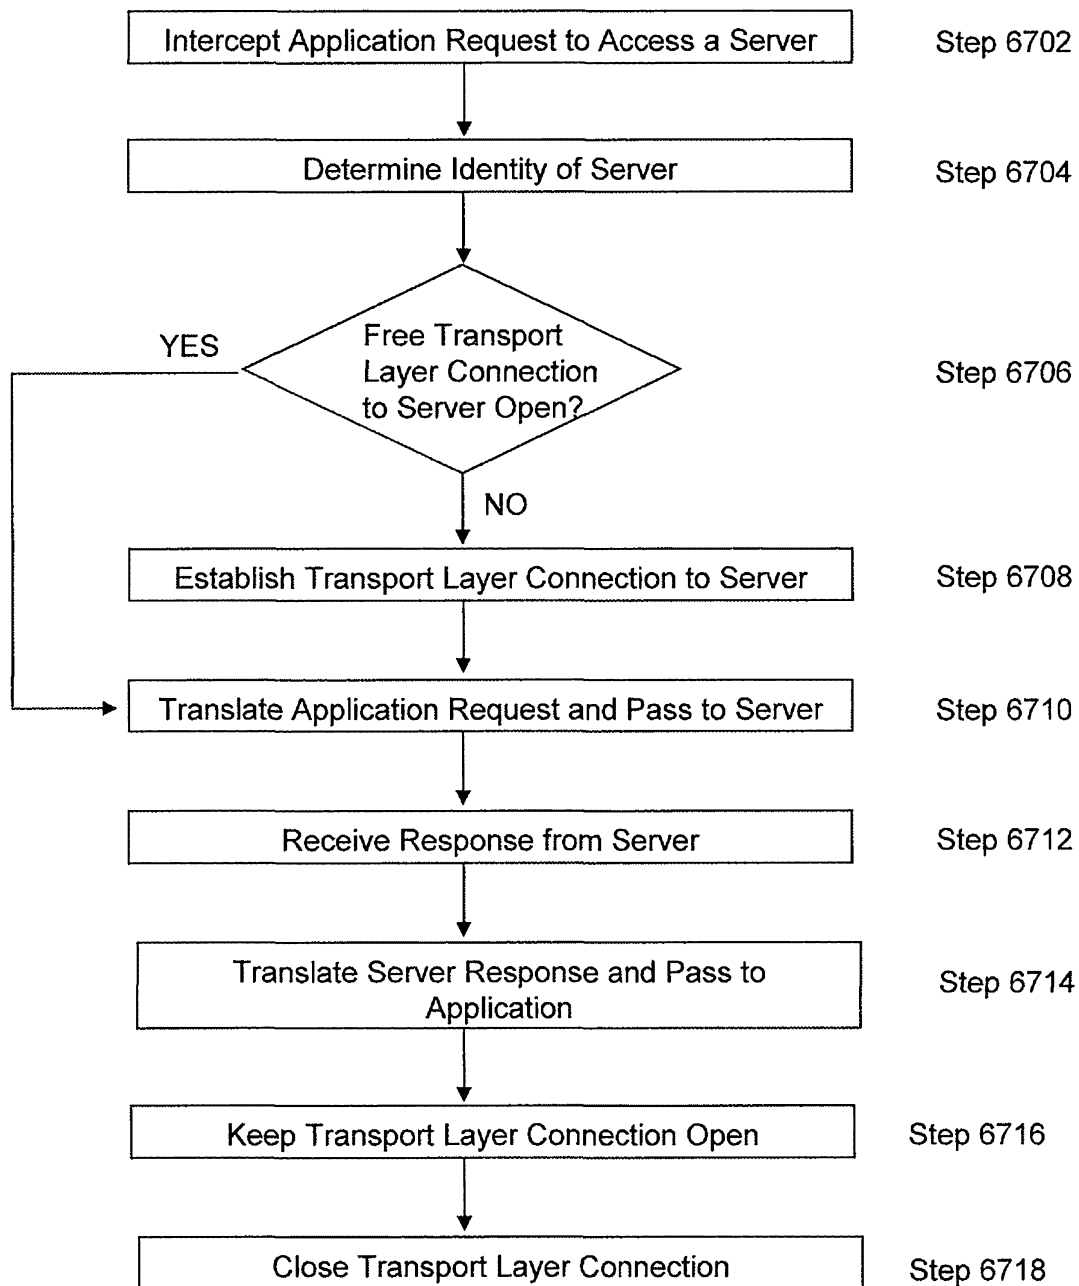 Intercept Application Request to Access a Server
Step 6702
Determine Identity of Server
Step 6704
Free Transport
Layer Connection
to Server Open?
YES
Step 6706
NO
Establish Transport Layer Connection to Server
Step 6708
Translate Application Request and Pass to Server
Step 6710
Receive Response from Server
Step 6712
Translate Server Response and Pass to
Application
Step 6714
Keep Transport Layer Connection Open
Step 6716
Close Transport Layer Connection
Step 6718